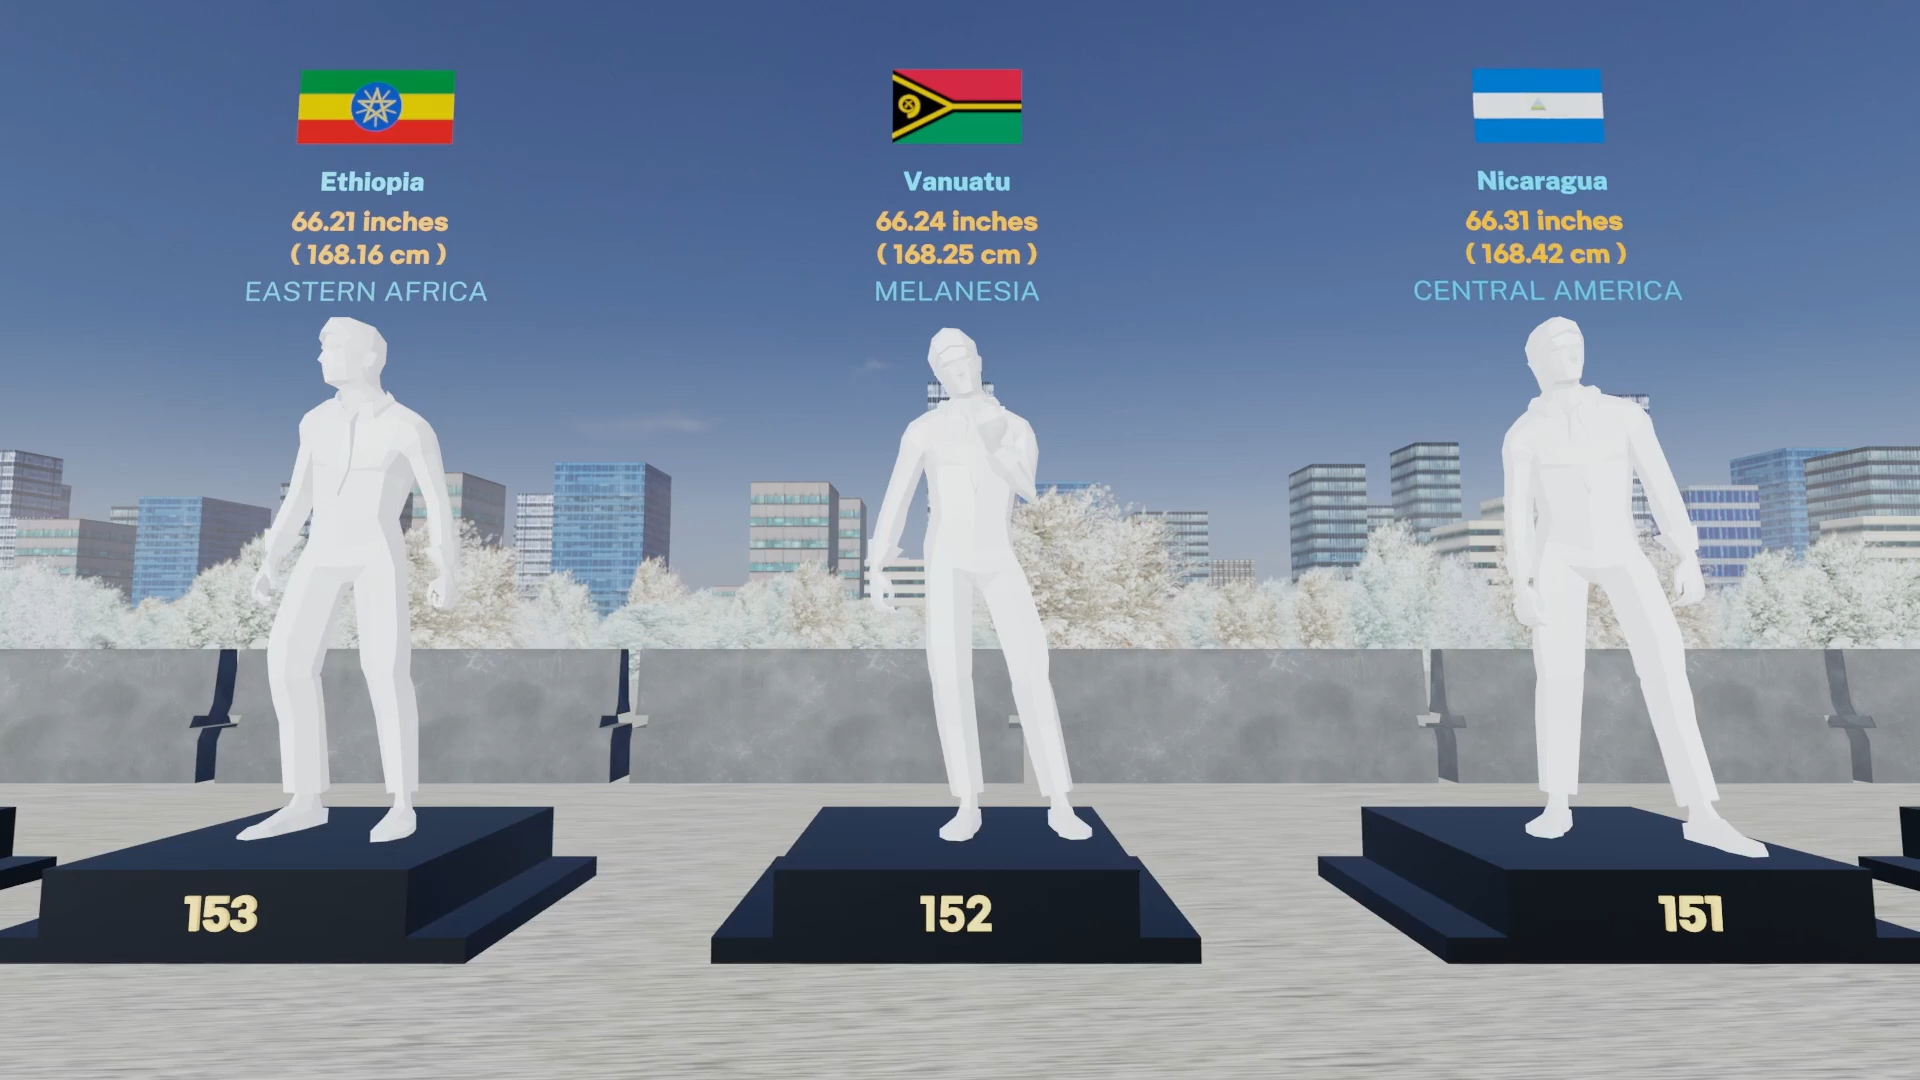 Ethiopia
66.21 inches
( 168.16 cm )
EASTERN AFRICA
Vanuatu
66.24 inches
( 168.25 cm )
MELANESIA
Nicaragua
66.31 inches
( 168.42 cm )
CENTRAL AMERICA
153
152
151